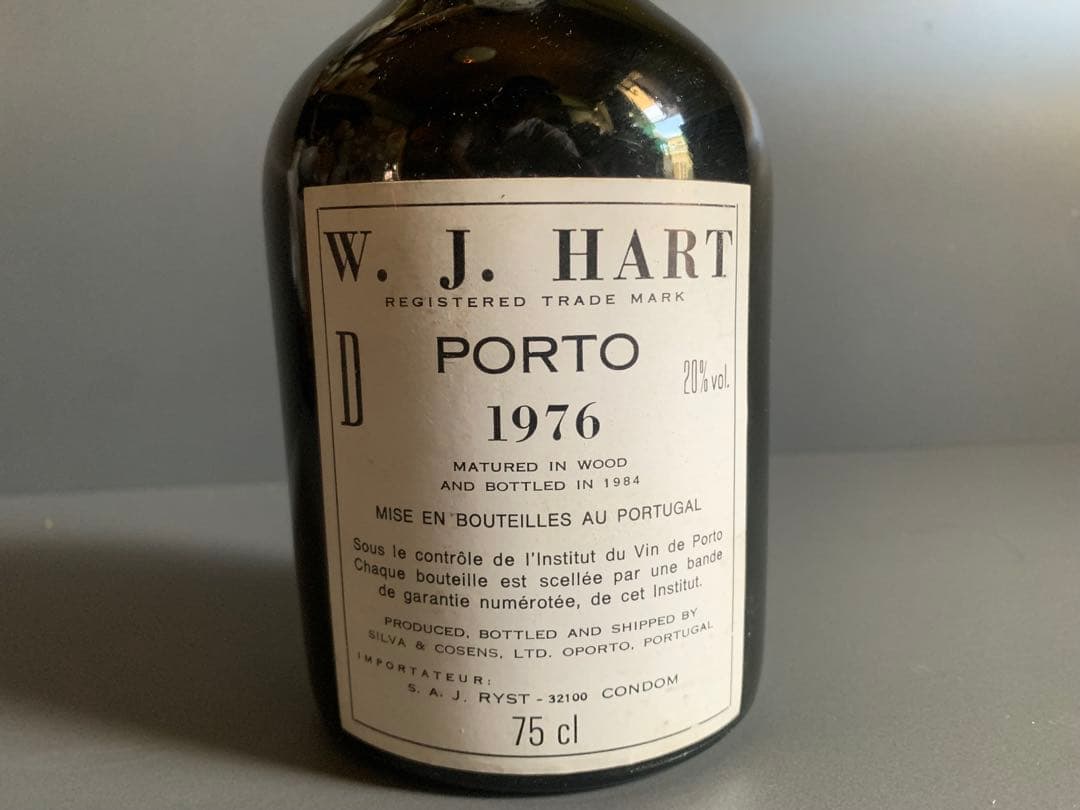 W. J. HART
REGISTERED TRADE MARK
D
PORTO
20% vol.
1976
MATURED IN WOOD
AND BOTTLED IN 1984
MISE EN BOUTEILLES AU PORTUGAL
Sous le contrôle de l'Institut du Vin de Porto
Chaque bouteille est scellée par une bande
de garantie numérotée, de cet Institut.
PRODUCED, BOTTLED AND SHIPPED BY
SILVA & COSENS, LTD. OPORTO, PORTUGAL
IMPORTATEUR:
S. A. J. RYST - 32100 CONDOM
75 cl